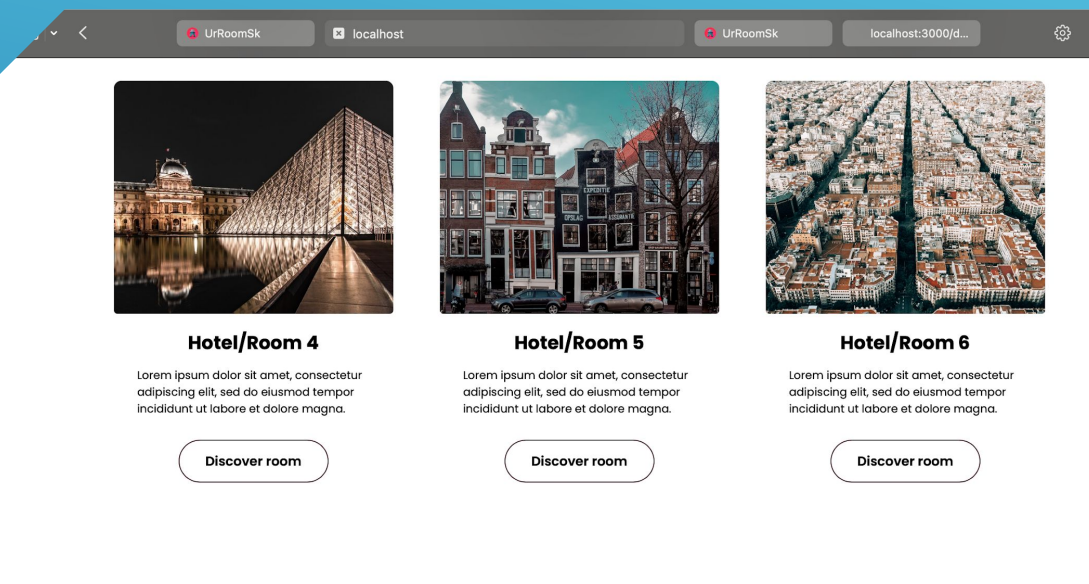 UrRoomSk
localhost
UrRoomSk
localhost:3000/d...
EXPEDITIE
OPSLAG
Hotel/Room 4
Hotel/Room 5
Hotel/Room 6
Lorem ipsum dolor sit amet, consectetur
adipiscing elit, sed do eiusmod tempor
incididunt ut labore et dolore magna.
Lorem ipsum dolor sit amet, consectetur
adipiscing elit, sed do eiusmod tempor
incididunt ut labore et dolore magna.
Lorem ipsum dolor sit amet, consectetur
adipiscing elit, sed do eiusmod tempor
incididunt ut labore et dolore magna.
Discover room
Discover room
Discover room